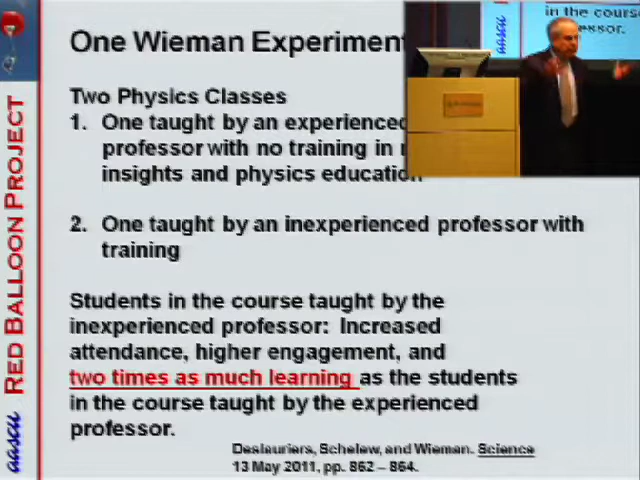 One Wieman Experiment
Two Physics Classes
1. One taught by an experienced
professor with no training in
insights and physics education
2. One taught by an inexperienced professor with
training
Students in the course taught by the
inexperienced professor: Increased
attendance, higher engagement, and
two times as much learning as the students
in the course taught by the experienced
professor.
Deslauriers, Schelew, and Wieman. Science
13 May 2011, pp. 862 – 864.
aascu RED BALLOON PROJECT
in the course
essor.
aascu